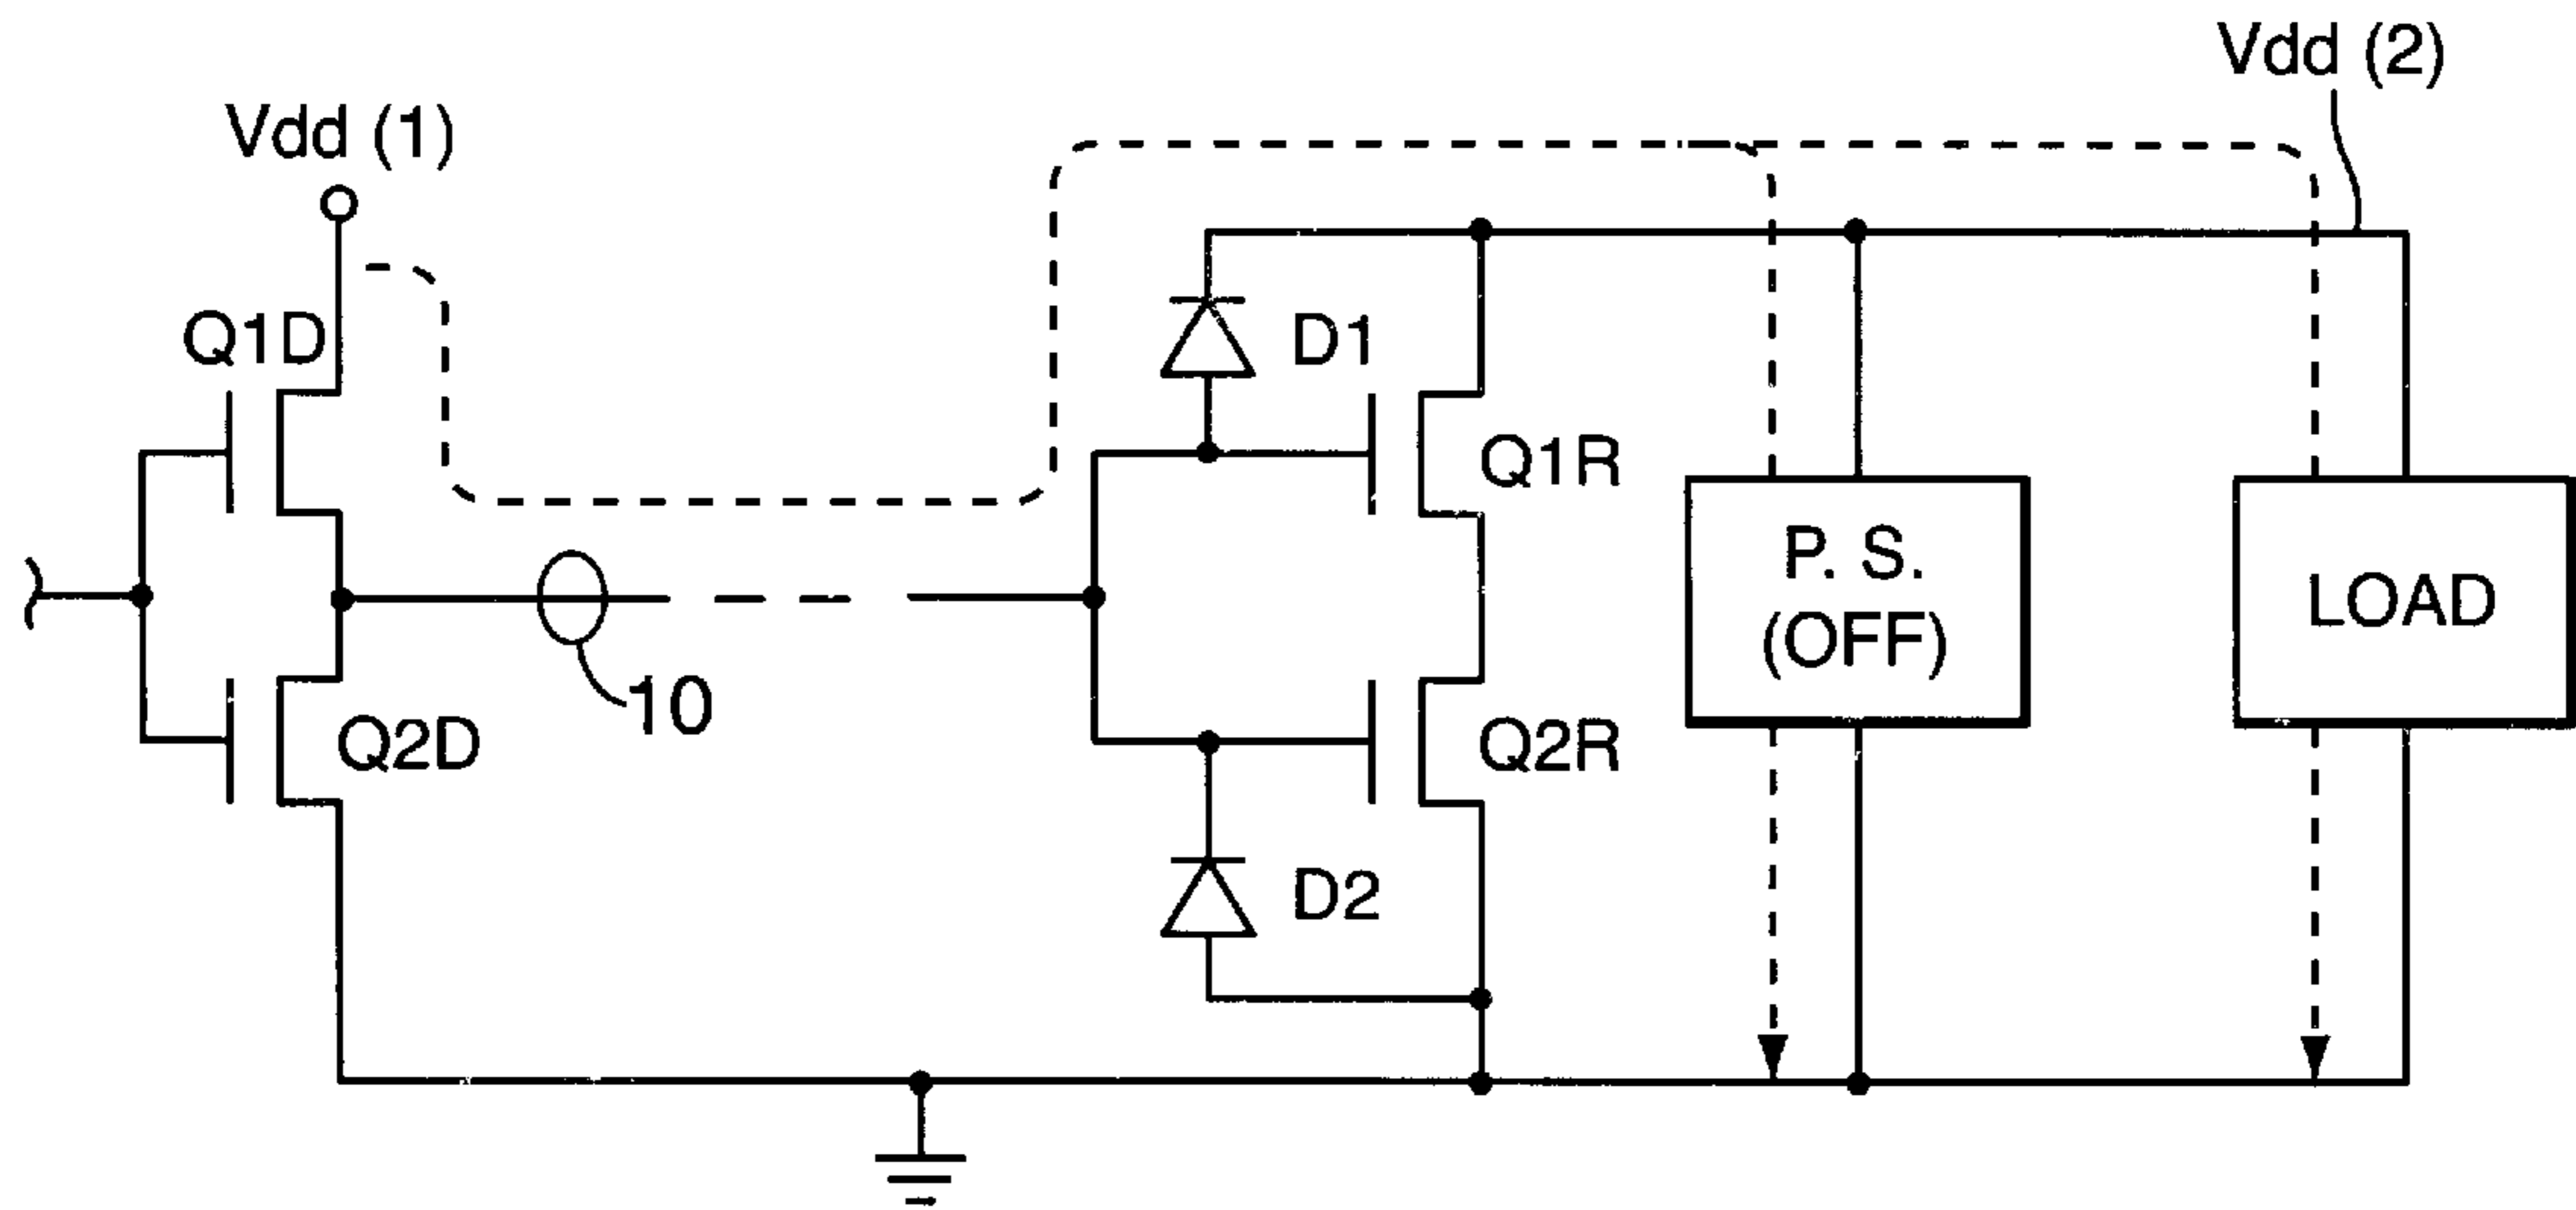 Vdd (2)
Vdd (1)
Q1D
D1
Q1R
P. S.
(OFF)
LOAD
10
Q2D
Q2R
D2